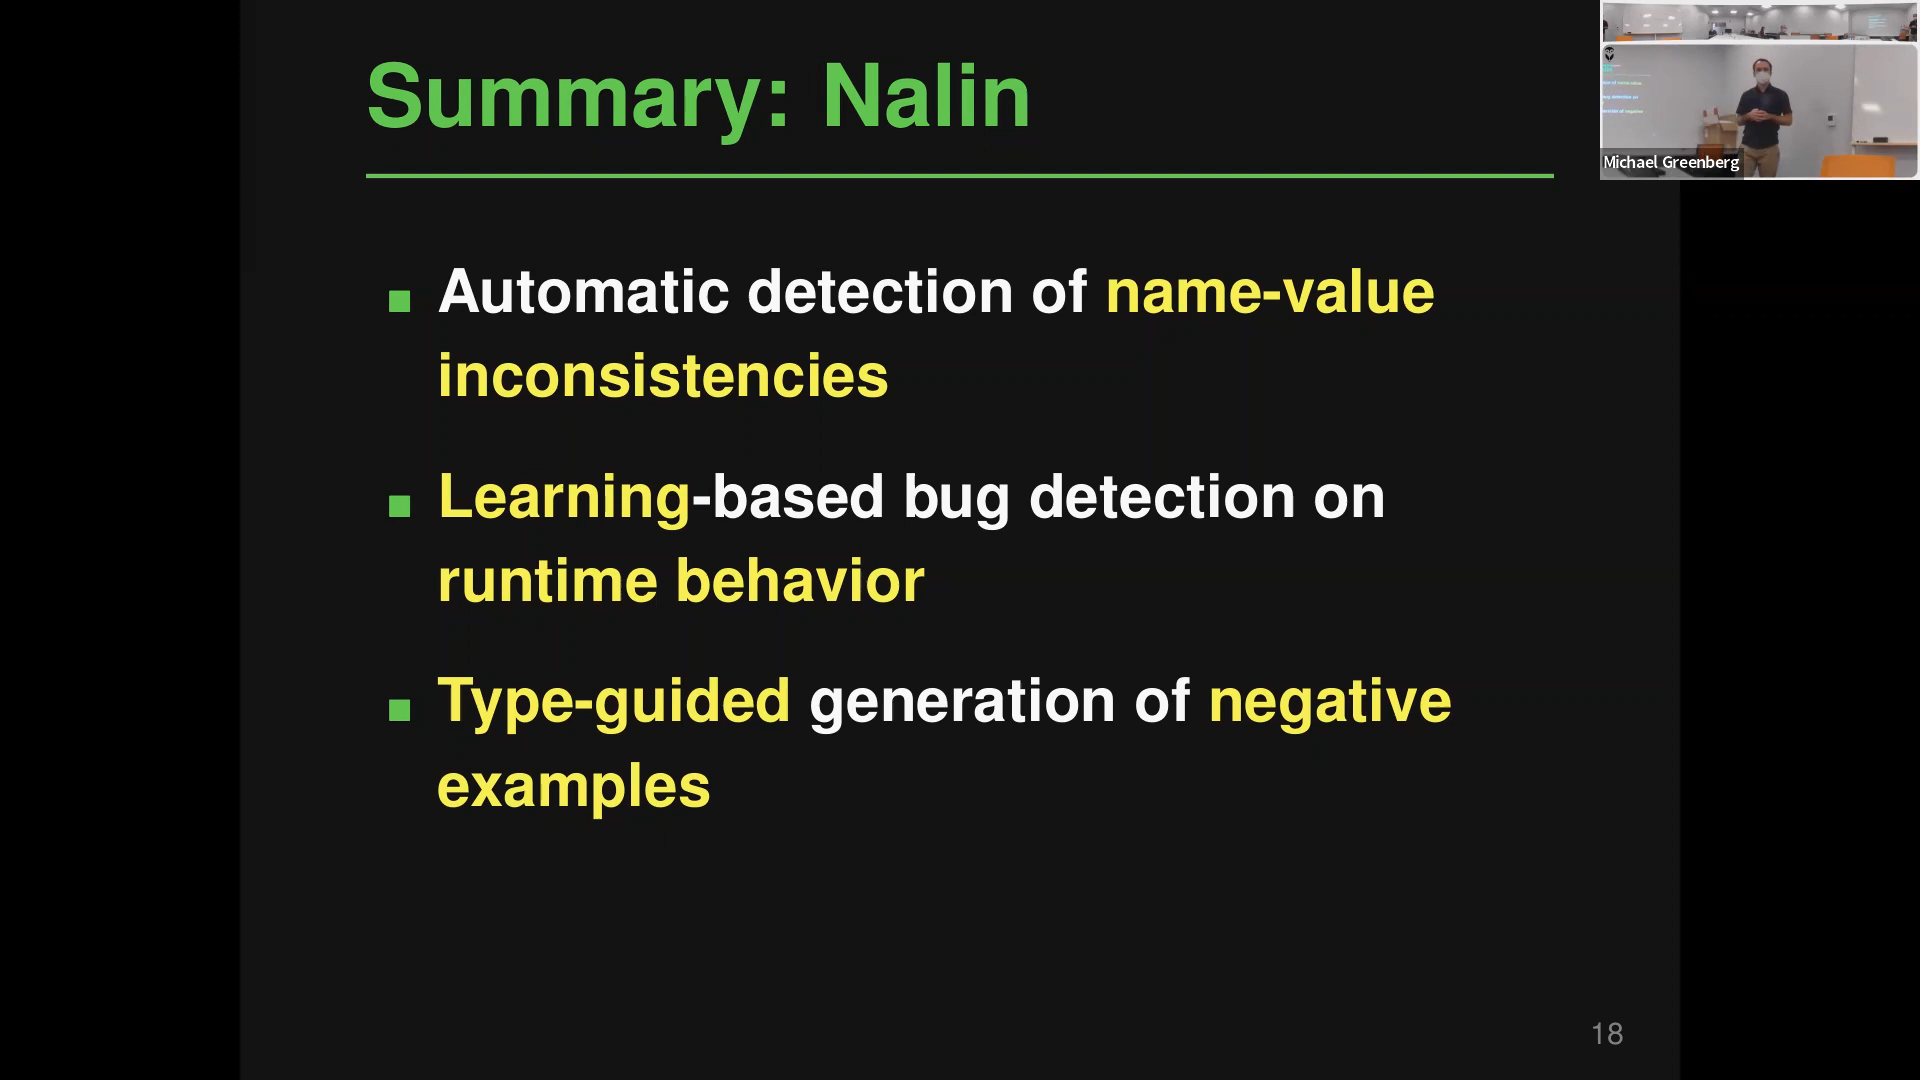 Summary: Nalin
Michael Greenberg
Automatic detection of name-value
inconsistencies
Learning-based bug detection on
runtime behavior
Type-guided generation of negative
examples
18